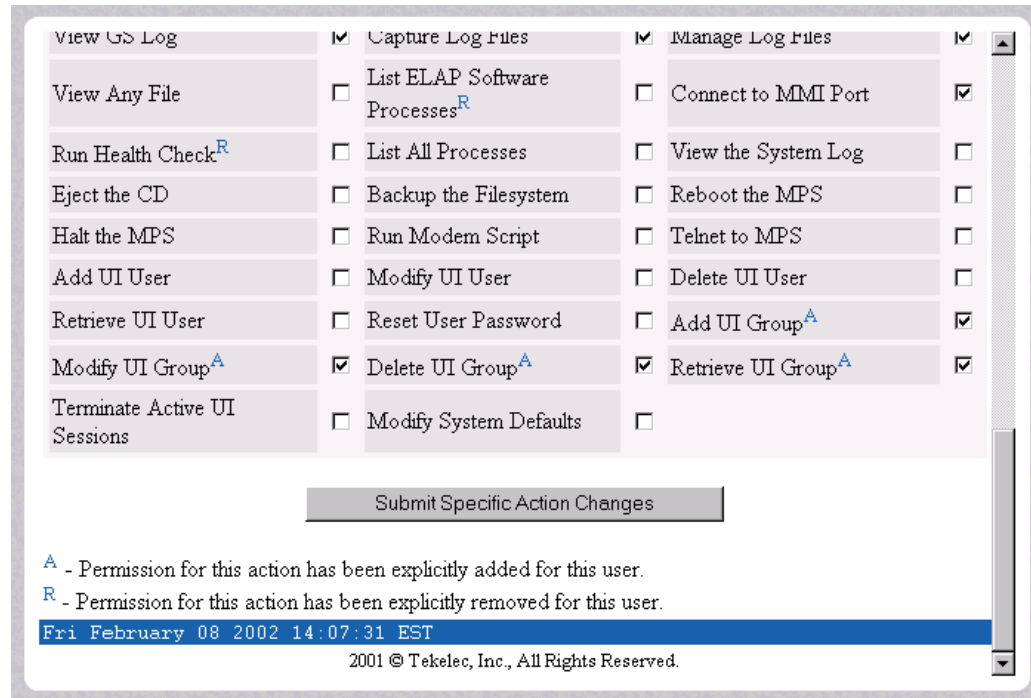 View GS Log Capture Log Files Manage Log Files
View Any File List ELAP Software Processes^R Connect to MMI Port
Run Health Check^R List All Processes View the System Log
Eject the CD Backup the Filesystem Reboot the MPS
Halt the MPS Run Modem Script Telnet to MPS
Add UI User Modify UI User Delete UI User
Retrieve UI User Reset User Password Add UI Group^A
Modify UI Group^A Delete UI Group^A Retrieve UI Group^A
Terminate Active UI Sessions Modify System Defaults
Submit Specific Action Changes
A - Permission for this action has been explicitly added for this user.
R - Permission for this action has been explicitly removed for this user.
Fri February 08 2002 14:07:31 EST
2001 © Tekelec, Inc., All Rights Reserved.